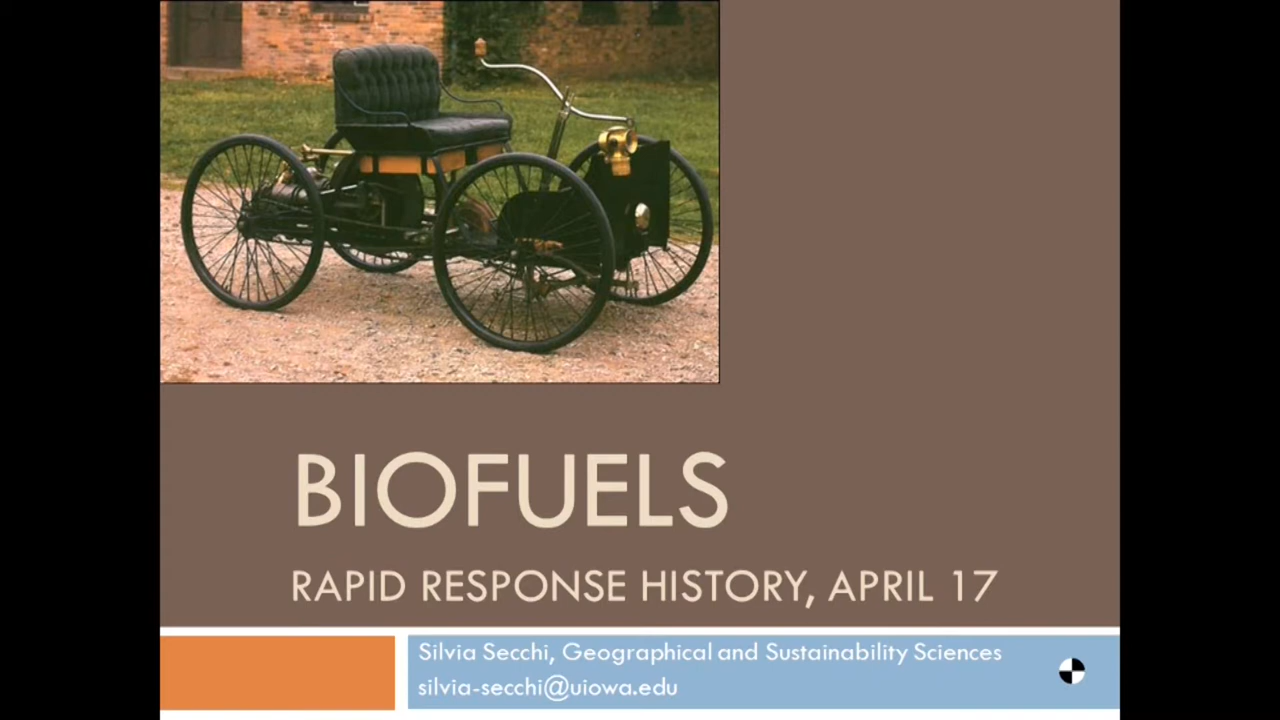 BIOFUELS
RAPID RESPONSE HISTORY, APRIL 17
Silvia Secchi, Geographical and Sustainability Sciences
silvia-secchi@uiowa.edu